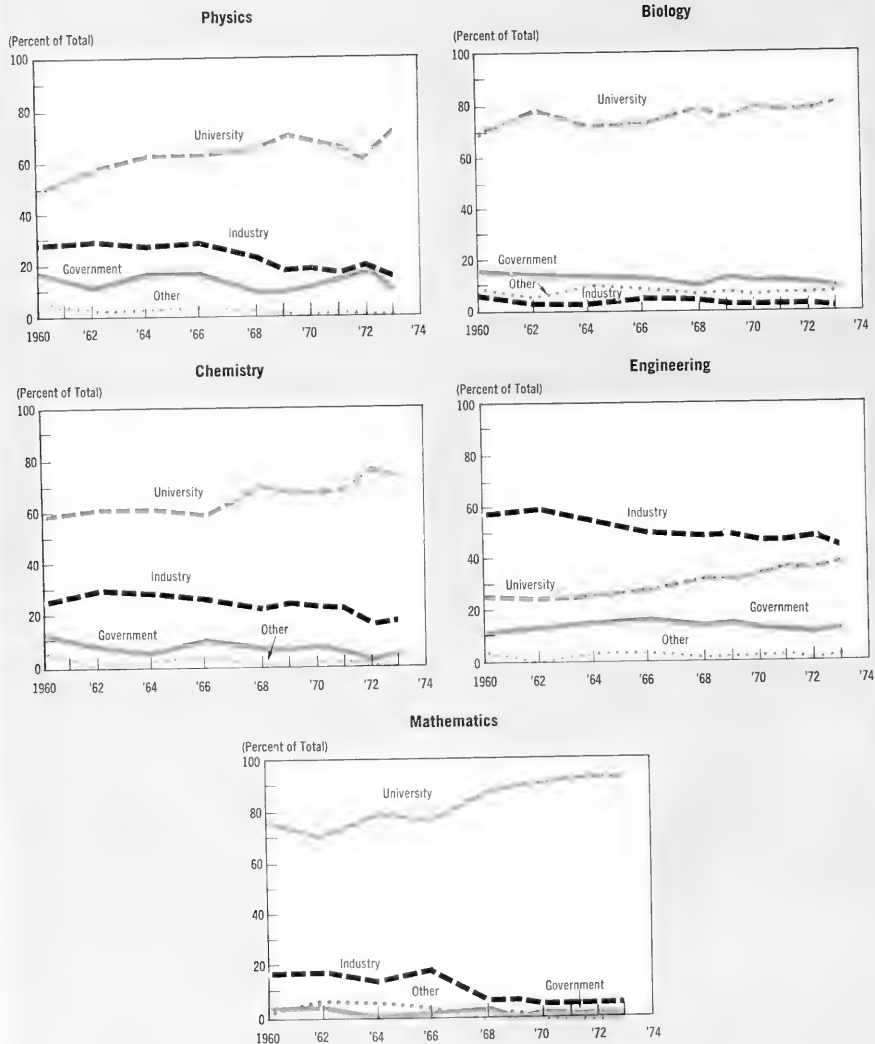 Physics
(Percent of Total)
100
80
60
40
20
0
University
Industry
Government
Other
1960 '62 '64 '66 '68 '70 '72 '74
Biology
(Percent of Total)
100
80
60
40
20
0
University
Government
Other
Industry
1960 '62 '64 '66 '68 '70 '72 '74
Chemistry
(Percent of Total)
100
80
60
40
20
0
University
Industry
Government
Other
1960 '62 '64 '66 '68 '70 '72 '74
Engineering
(Percent of Total)
100
80
60
40
20
0
Industry
University
Government
Other
1960 '62 '64 '66 '68 '70 '72 '74
Mathematics
(Percent of Total)
100
80
60
40
20
0
University
Industry
Other
Government
1960 '62 '64 '66 '68 '70 '72 '74